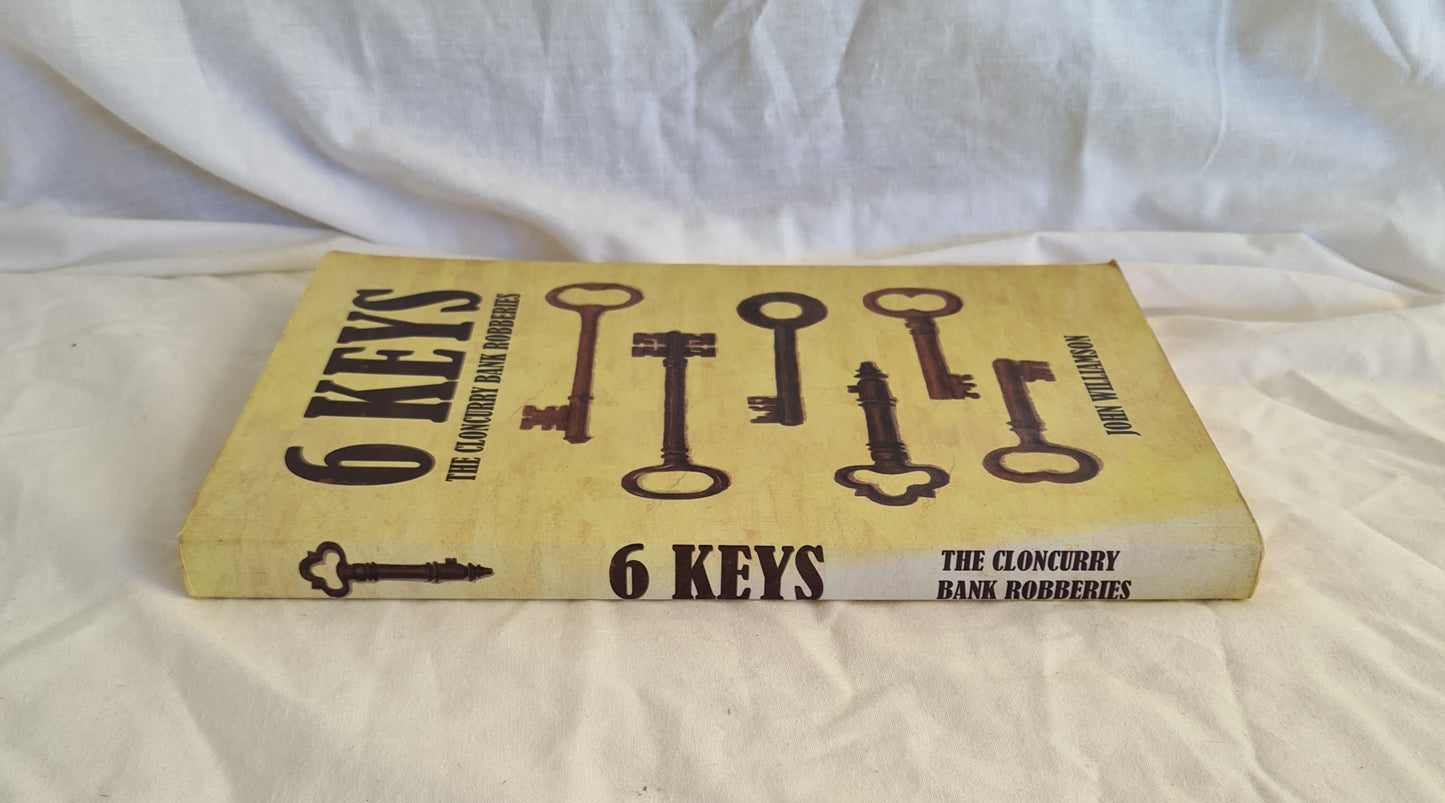 6 KEYS
THE CLONCURRY BANK ROBBERIES
JOHN WILLIAMSON
6 KEYS
THE CLONCURRY
BANK ROBBERIES